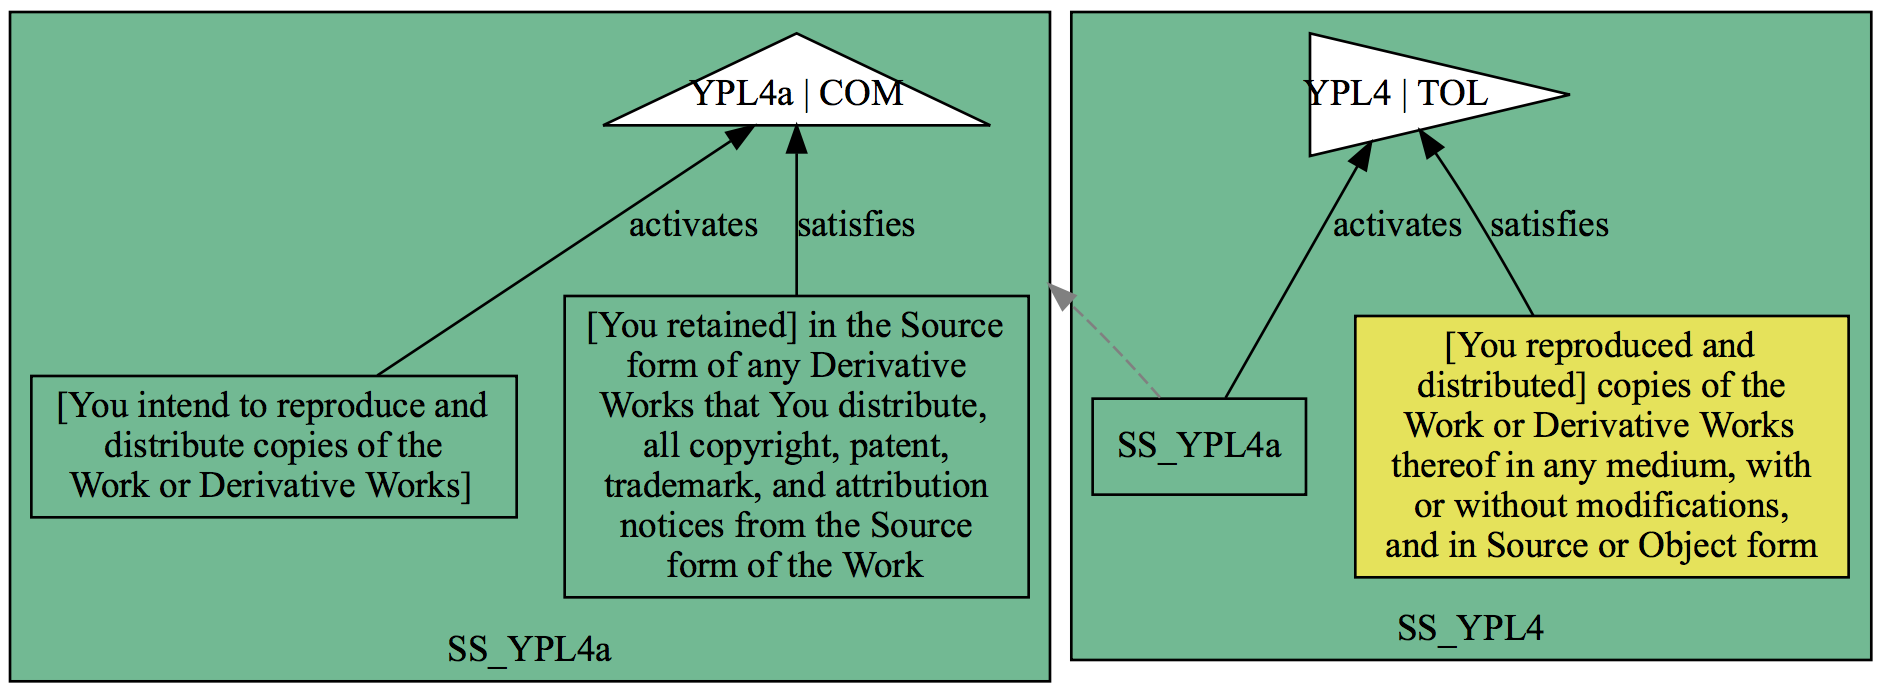 YPL4a | COM
activates
satisfies
[You intend to reproduce and
distribute copies of the
Work or Derivative Works]
[You retained] in the Source
form of any Derivative
Works that You distribute,
all copyright, patent,
trademark, and attribution
notices from the Source
form of the Work
SS_YPL4a
YPL4 | TOL
activates
satisfies
SS_YPL4a
[You reproduced and
distributed] copies of the
Work or Derivative Works
thereof in any medium, with
or without modifications,
and in Source or Object form
SS_YPL4